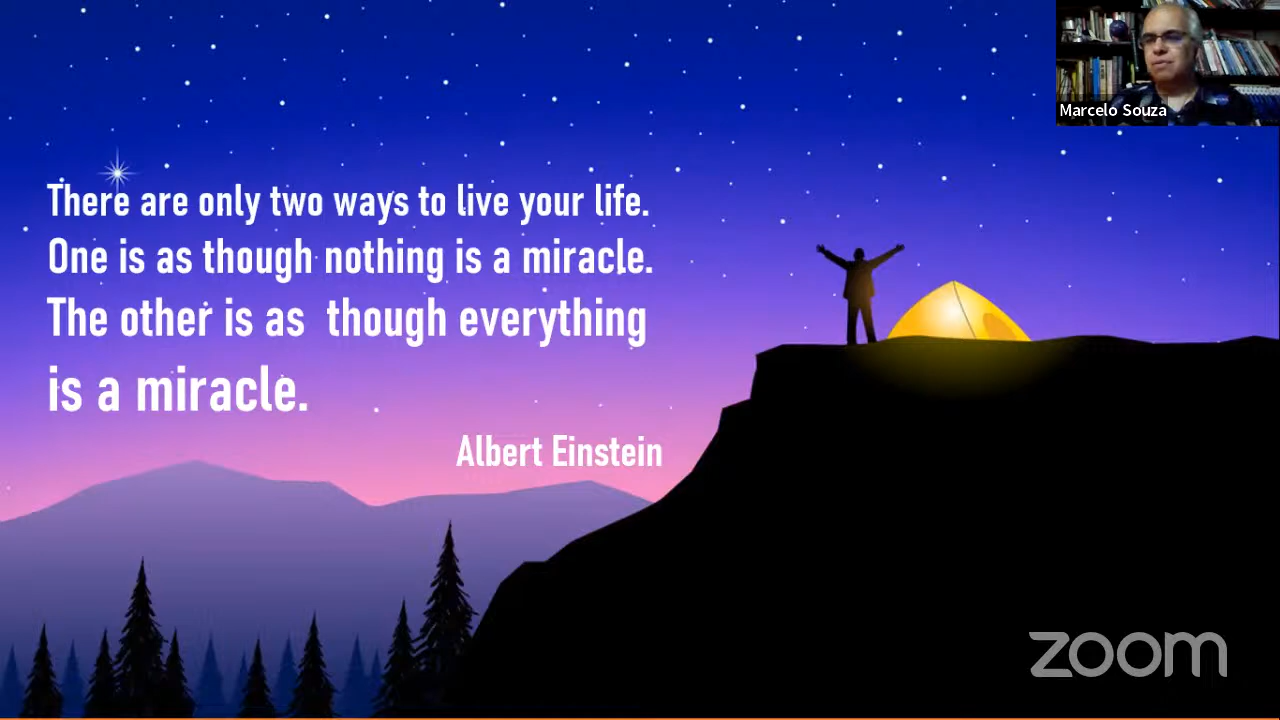 Marcelo Souza
There are only two ways to live your life.
One is as though nothing is a miracle.
The other is as though everything
is a miracle.
Albert Einstein
zoom